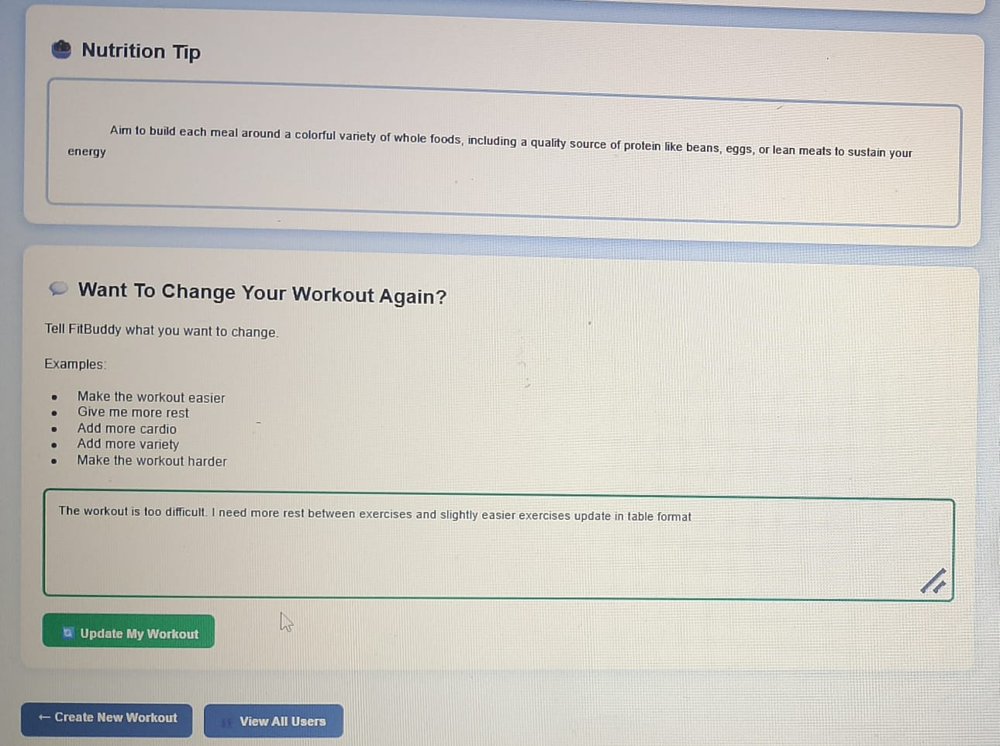 Nutrition Tip
Aim to build each meal around a colorful variety of whole foods, including a quality source of protein like beans, eggs, or lean meats to sustain your
energy
Want To Change Your Workout Again?
Tell FitBuddy what you want to change.
Examples:
Make the workout easier
Give me more rest
Add more cardio
Add more variety
Make the workout harder
The workout is too difficult. I need more rest between exercises and slightly easier exercises update in table format
Update My Workout
← Create New Workout
View All Users